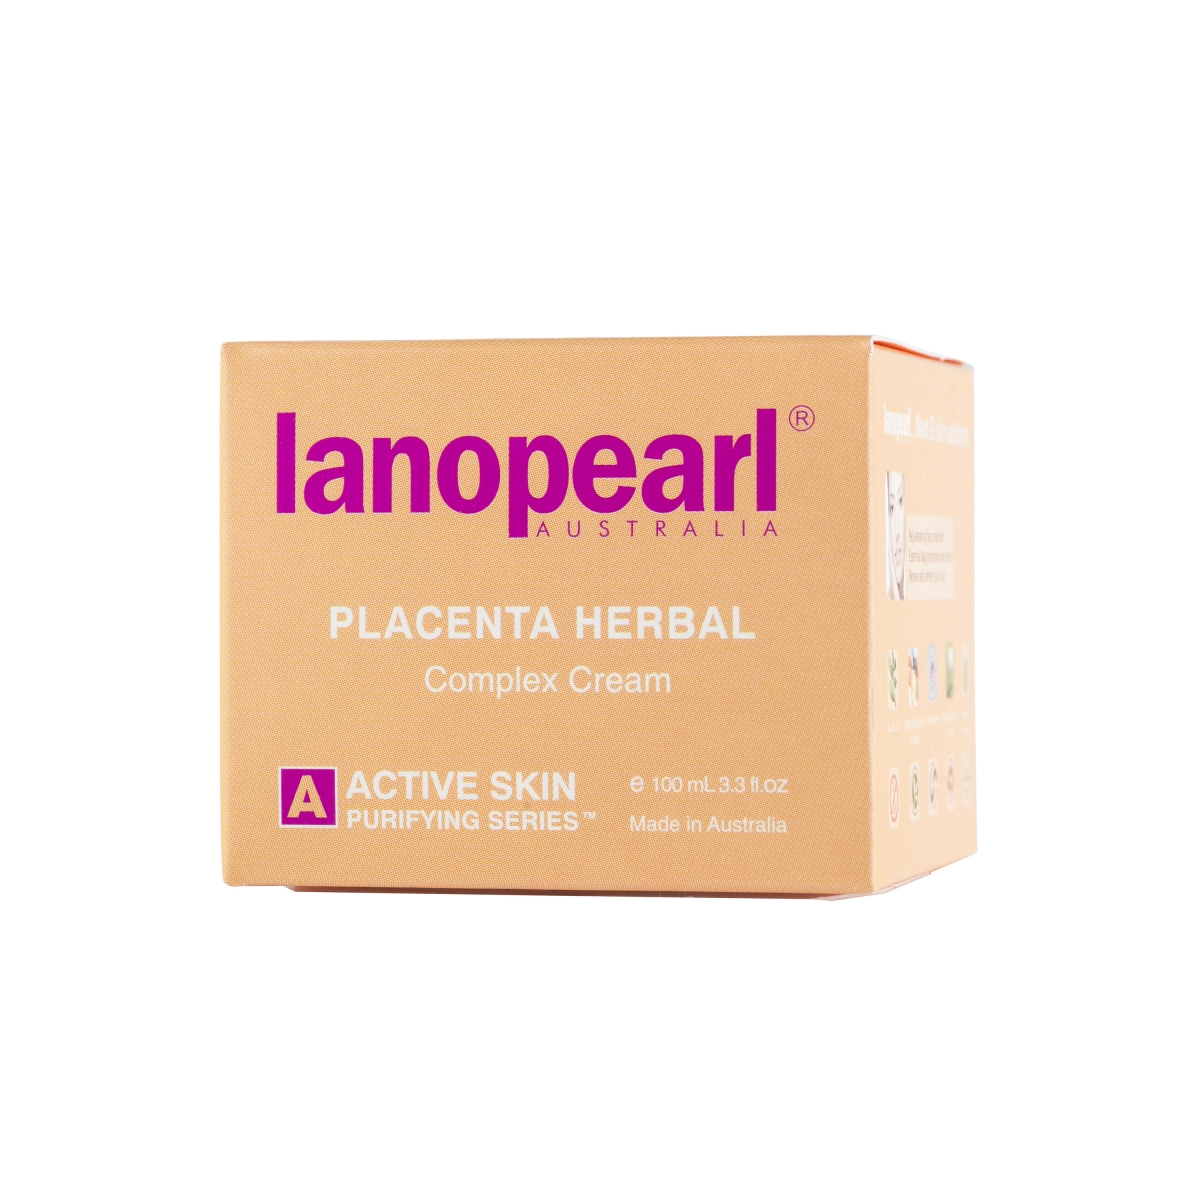 lanopearl®
AUSTRALIA
PLACENTA HERBAL
Complex Cream
A ACTIVE SKIN
PURIFYING SERIES™
e 100 mL 3.3 fl.oz
Made in Australia
lanopearl.